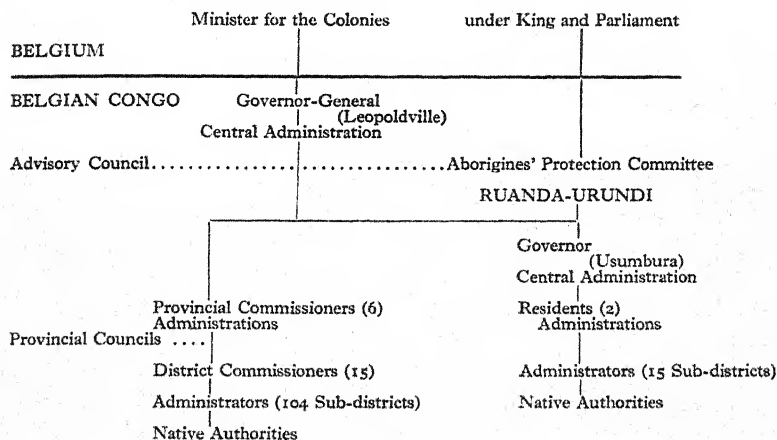 Minister for the Colonies under King and Parliament
BELGIUM
BELGIAN CONGO Governor-General
(Leopoldville)
Central Administration
Advisory Council.................................Aborigines' Protection Committee
RUANDA-URUNDI
Governor
(Usumbura)
Central Administration
Provincial Commissioners (6) Residents (2)
Administrations Administrations
Provincial Councils ....
District Commissioners (15) Administrators (15 Sub-districts)
Administrators (104 Sub-districts) Native Authorities
Native Authorities